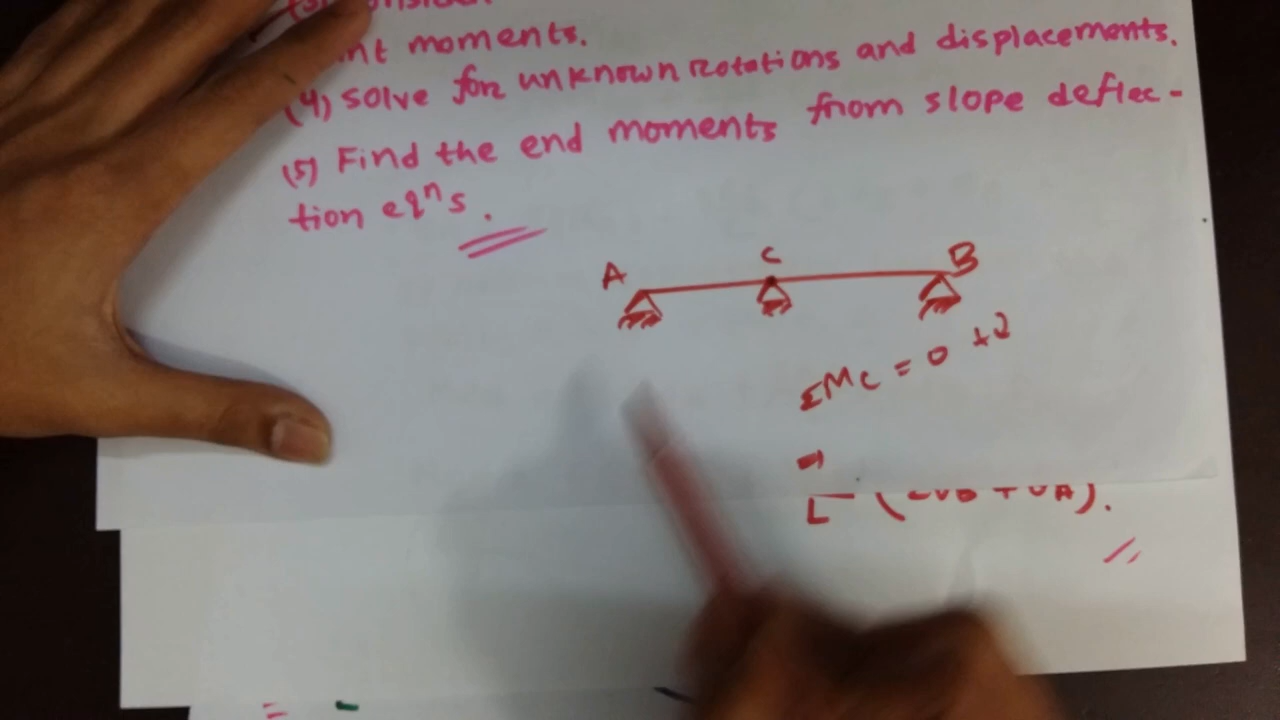 nt moments.
(4) solve for unknown rotations and displacements.
(5) Find the end moments from slope deflec-
tion eqⁿs.
A C B
ΣMc = 0 +2
L